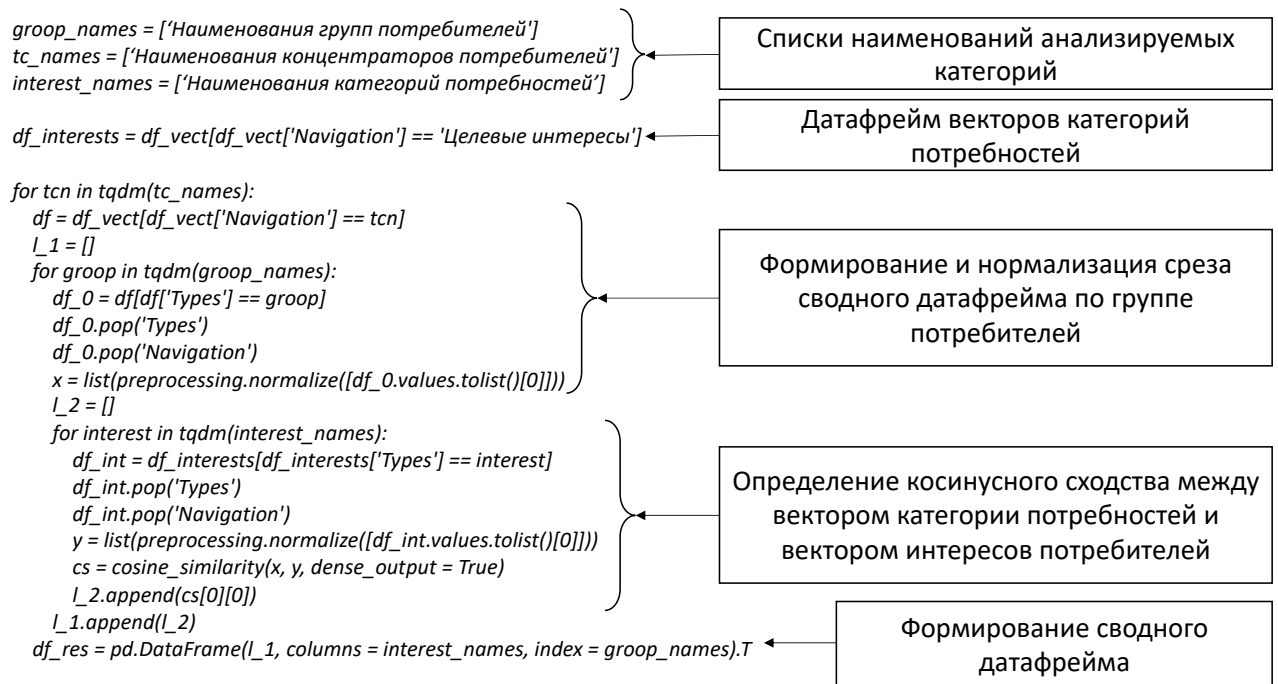 groop_names = [‘Наименования групп потребителей']
tc_names = ['Наименования концентраторов потребителей']
interest_names = ['Наименования категорий потребностей’]
Списки наименований анализируемых
категорий
df_interests = df_vect[df_vect['Navigation'] == 'Целевые интересы']
Датафрейм векторов категорий
потребностей
for tcn in tqdm(tc_names):
df = df_vect[df_vect['Navigation'] == tcn]
l_1 = []
for groop in tqdm(groop_names):
df_0 = df[df['Types'] == groop]
df_0.pop('Types')
df_0.pop('Navigation')
x = list(preprocessing.normalize([df_0.values.tolist()[0]]))
Формирование и нормализация среза
сводного датафрейма по группе
потребителей
l_2 = []
for interest in tqdm(interest_names):
df_int = df_interests[df_interests['Types'] == interest]
df_int.pop('Types')
df_int.pop('Navigation')
y = list(preprocessing.normalize([df_int.values.tolist()[0]]))
cs = cosine_similarity(x, y, dense_output = True)
l_2.append(cs[0][0])
Определение косинусного сходства между
вектором категории потребностей и
вектором интересов потребителей
l_1.append(l_2)
df_res = pd.DataFrame(l_1, columns = interest_names, index = groop_names).T
Формирование сводного
датафрейма